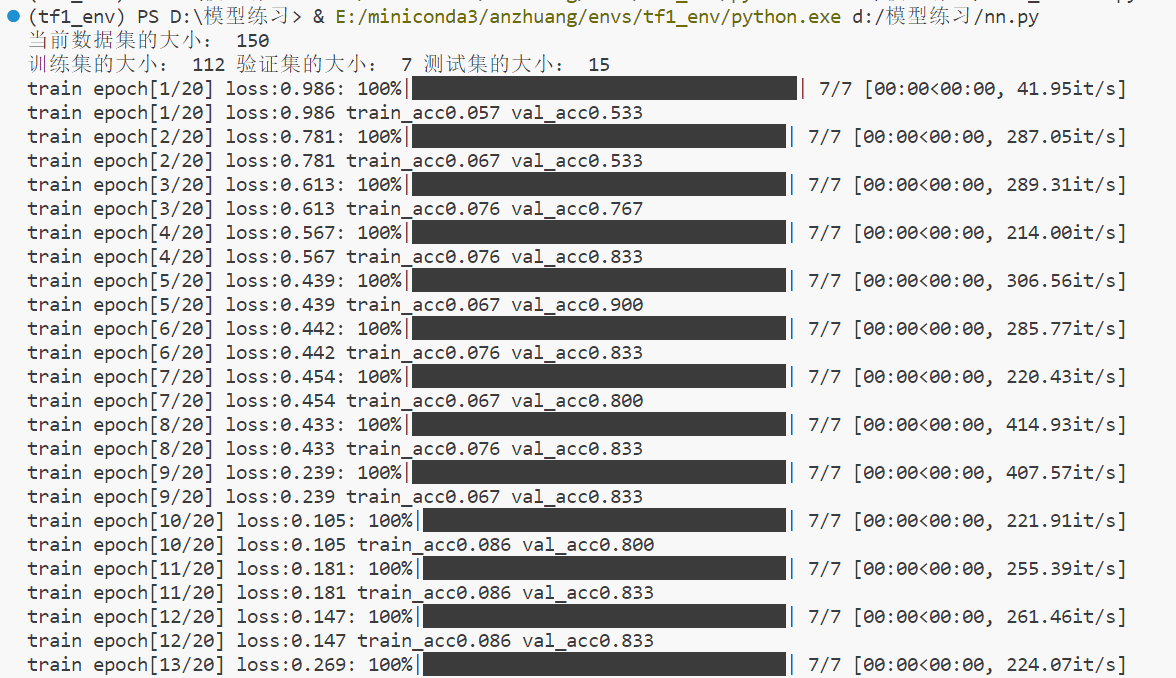 (tf1_env) PS D:\模型练习> & E:/miniconda3/anzhuang/envs/tf1_env/python.exe d:/模型练习/nn.py
当前数据集的大小： 150
训练集的大小： 112 验证集的大小： 7 测试集的大小： 15
train epoch[1/20] loss:0.986: 100%| | 7/7 [00:00<00:00, 41.95it/s]
train epoch[1/20] loss:0.986 train_acc0.057 val_acc0.533
train epoch[2/20] loss:0.781: 100%| | 7/7 [00:00<00:00, 287.05it/s]
train epoch[2/20] loss:0.781 train_acc0.067 val_acc0.533
train epoch[3/20] loss:0.613: 100%| | 7/7 [00:00<00:00, 289.31it/s]
train epoch[3/20] loss:0.613 train_acc0.076 val_acc0.767
train epoch[4/20] loss:0.567: 100%| | 7/7 [00:00<00:00, 214.00it/s]
train epoch[4/20] loss:0.567 train_acc0.076 val_acc0.833
train epoch[5/20] loss:0.439: 100%| | 7/7 [00:00<00:00, 306.56it/s]
train epoch[5/20] loss:0.439 train_acc0.067 val_acc0.900
train epoch[6/20] loss:0.442: 100%| | 7/7 [00:00<00:00, 285.77it/s]
train epoch[6/20] loss:0.442 train_acc0.076 val_acc0.833
train epoch[7/20] loss:0.454: 100%| | 7/7 [00:00<00:00, 220.43it/s]
train epoch[7/20] loss:0.454 train_acc0.067 val_acc0.800
train epoch[8/20] loss:0.433: 100%| | 7/7 [00:00<00:00, 414.93it/s]
train epoch[8/20] loss:0.433 train_acc0.076 val_acc0.833
train epoch[9/20] loss:0.239: 100%| | 7/7 [00:00<00:00, 407.57it/s]
train epoch[9/20] loss:0.239 train_acc0.067 val_acc0.833
train epoch[10/20] loss:0.105: 100%| | 7/7 [00:00<00:00, 221.91it/s]
train epoch[10/20] loss:0.105 train_acc0.086 val_acc0.800
train epoch[11/20] loss:0.181: 100%| | 7/7 [00:00<00:00, 255.39it/s]
train epoch[11/20] loss:0.181 train_acc0.086 val_acc0.833
train epoch[12/20] loss:0.147: 100%| | 7/7 [00:00<00:00, 261.46it/s]
train epoch[12/20] loss:0.147 train_acc0.086 val_acc0.833
train epoch[13/20] loss:0.269: 100%| | 7/7 [00:00<00:00, 224.07it/s]